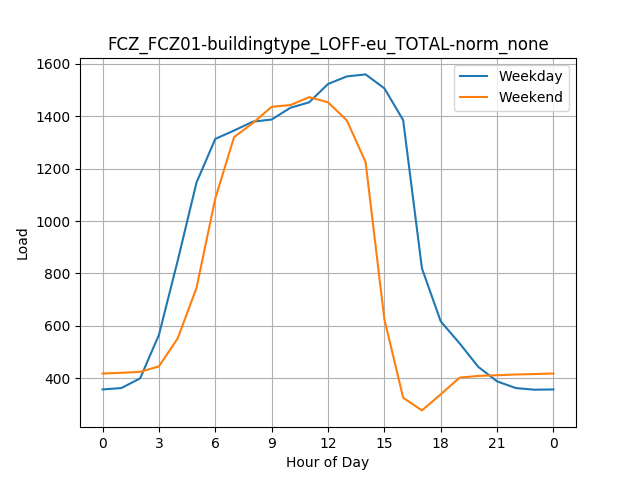 FCZ_FCZ01-buildingtype_LOFF-eu_TOTAL-norm_none
Weekday
Weekend
Load
1600
1400
1200
1000
800
600
400
0 3 6 9 12 15 18 21 0
Hour of Day